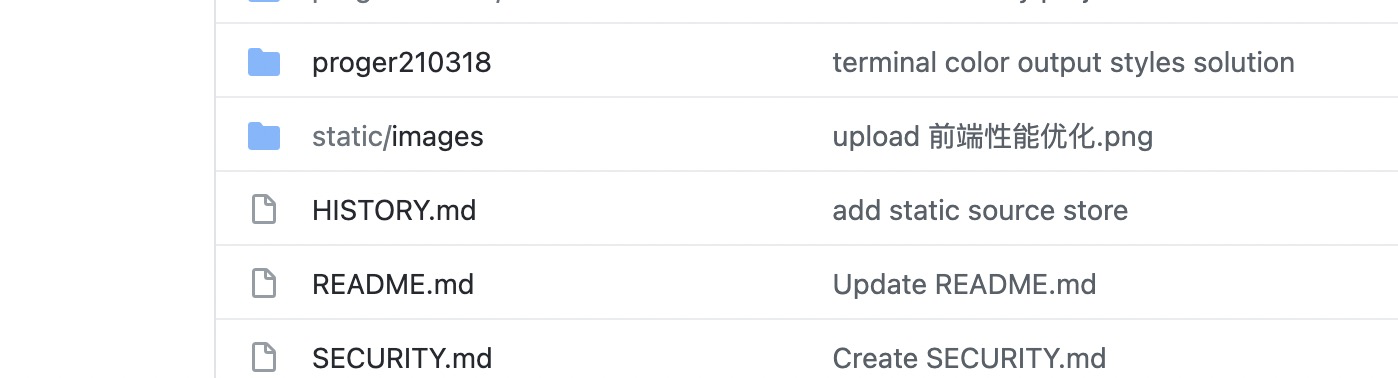 proger210318 terminal color output styles solution
static/images upload 前端性能优化.png
HISTORY.md add static source store
README.md Update README.md
SECURITY.md Create SECURITY.md